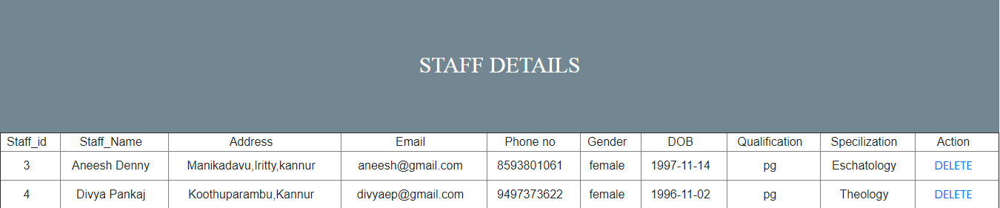 STAFF DETAILS
Staff_id Staff_Name Address Email Phone no Gender DOB Qualification Specilization Action
3 Aneesh Denny Manikadavu,Iritty,kannur aneesh@gmail.com 8593801061 female 1997-11-14 pg Eschatology DELETE
4 Divya Pankaj Koothuparambu,Kannur divyaep@gmail.com 9497373622 female 1996-11-02 pg Theology DELETE